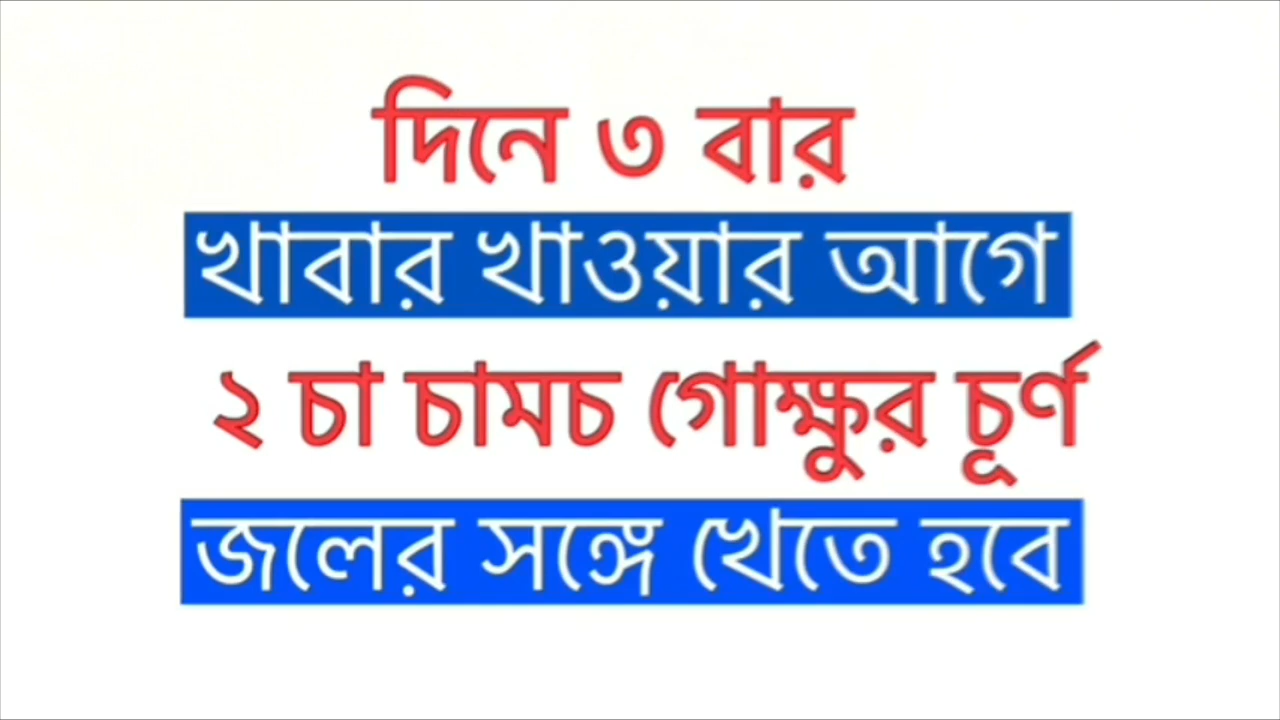 দিনে ৩ বার
খাবার খাওয়ার আগে
২ চা চামচ গোক্ষুর চূর্ণ
জলের সঙ্গে খেতে হবে